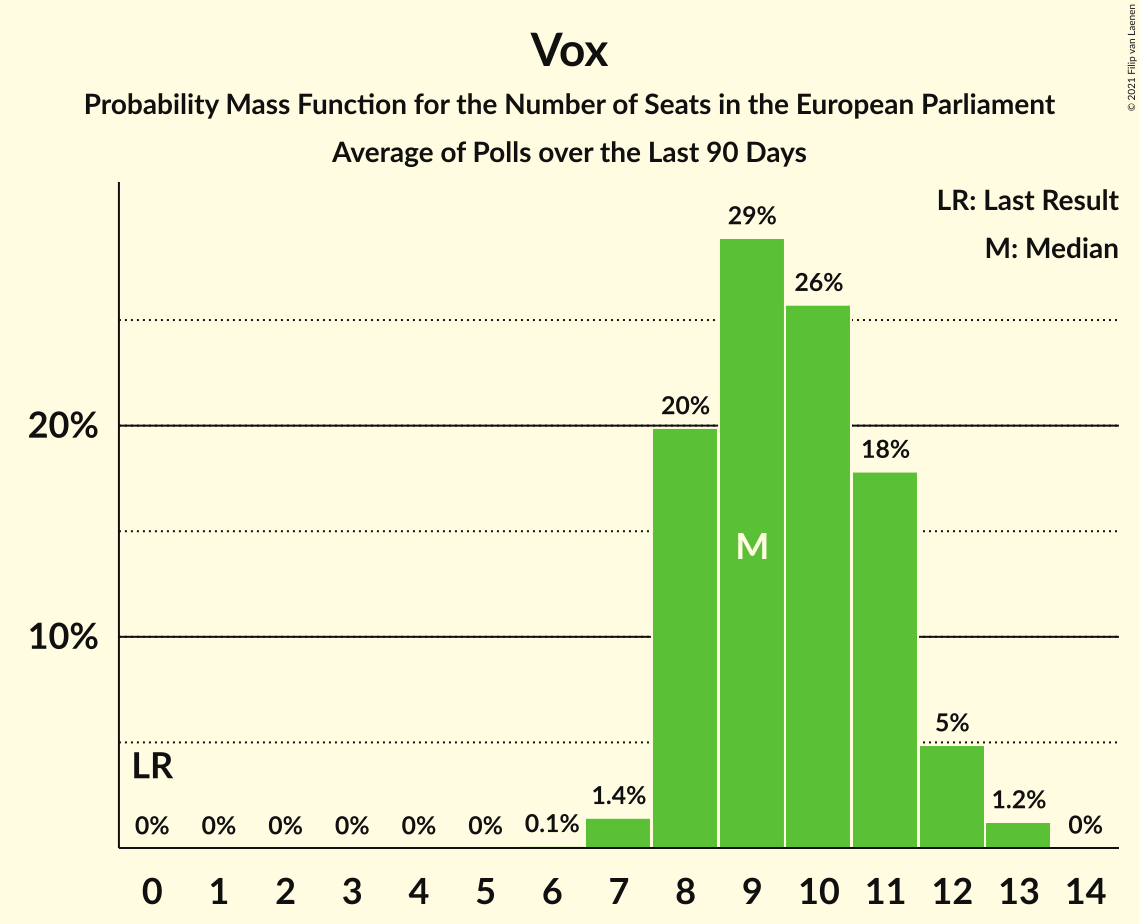 Vox
Probability Mass Function for the Number of Seats in the European Parliament
Average of Polls over the Last 90 Days
© 2021 Filip van Laenen
LR: Last Result
M: Median
29%
26%
20%
20%
18%
M
10%
5%
LR
1.4%
1.2%
0% 0% 0% 0% 0% 0% 0.1% 0%
0 1 2 3 4 5 6 7 8 9 10 11 12 13 14